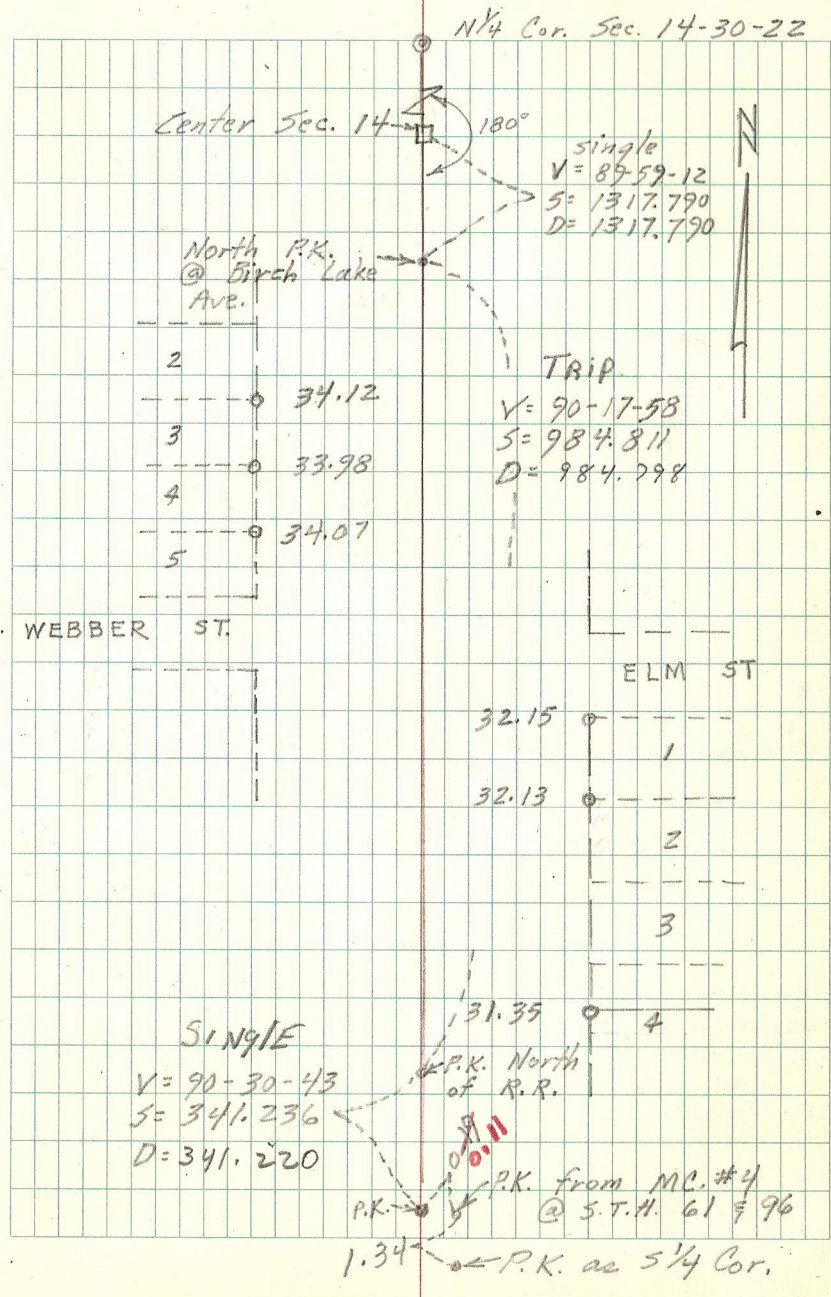 N¼ Cor. Sec. 14-30-22
Center Sec. 14
180°
N
single
V = 89-59-12
S = 1317.790
D = 1317.790
North P.K.
@ Birch Lake
Ave.
2
34.12
3
33.98
4
34.07
5
TRIP
V = 90-17-58
S = 984.811
D = 984.798
WEBBER ST.
ELM ST
32.15
1
32.13
2
3
31.35
4
SINGlE
V = 90-30-43
S = 341.236
D = 341.220
P.K. North
of R.R.
0.11
P.K. from MC. #4
@ S.T.H. 61 & 96
P.K.
1.34
P.K. as S¼ Cor.